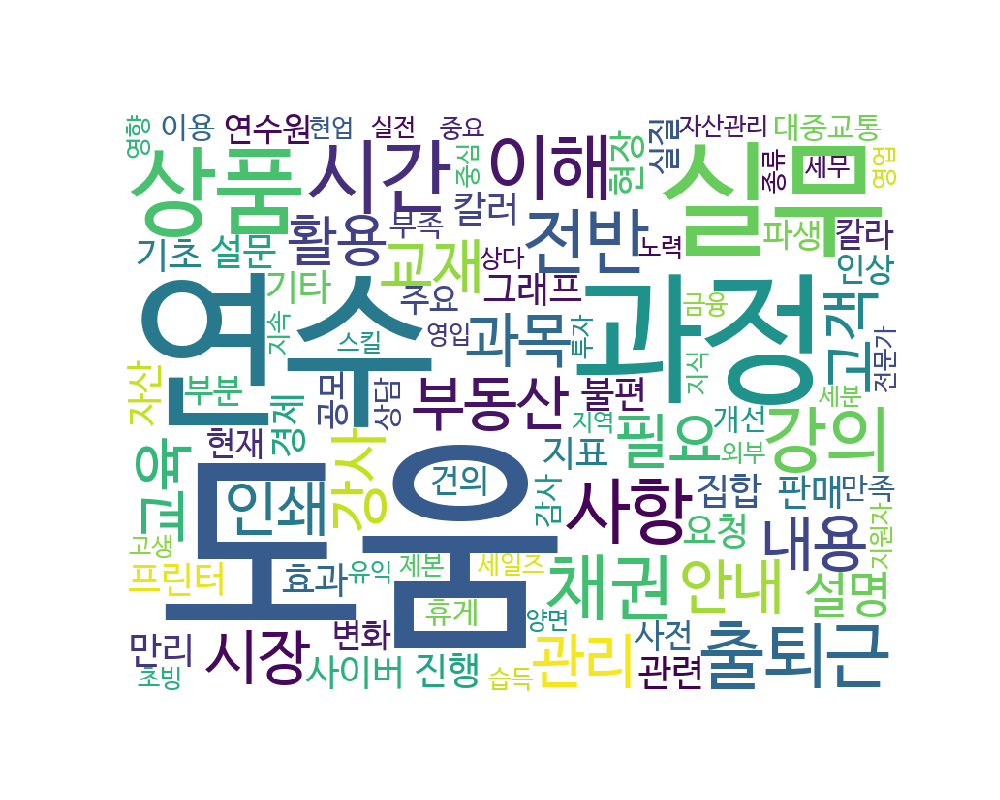 영향
이용
연수원
현업
실전
중요
자산관리
대중교통
상품
시간
중심
이해
현장
실질
실무
종류
세무
영업
기초
설문
활용
부족
칼러
전반
노력
파생
칼라
기타
교재
상다
그래프
인상
연수
지속
스킬
주요
영입
과목
투자
과정
금융
지식
고객
전문가
자산
부분
경제
공모
상담
부동산
불편
지역
필요
개선
외부
세분
강의
현재
교육
인쇄
강사
도움
건의
감사
지표
사항
집합
판매
만족
고생
프린터
효과
유익
제본
세일즈
채권
요청
안내
내용
설명
지원자
휴게
양면
만리
초빙
시장
변화
사이버
진행
습득
관리
사전
관련
출퇴근